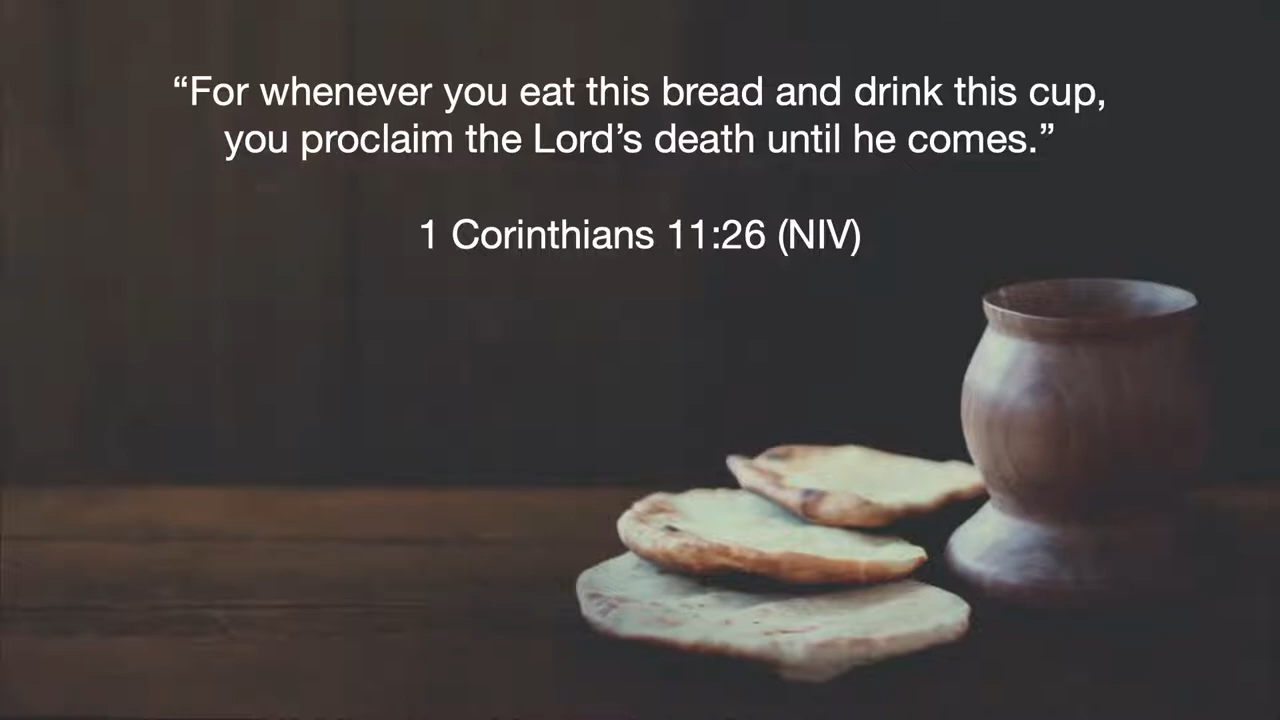 “For whenever you eat this bread and drink this cup,
you proclaim the Lord’s death until he comes.”
1 Corinthians 11:26 (NIV)